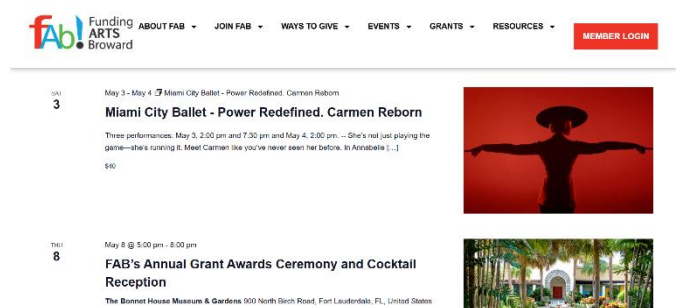 fAb!
Funding
ARTS
Broward
ABOUT FAB
JOIN FAB
WAYS TO GIVE
EVENTS
GRANTS
RESOURCES
MEMBER LOGIN
SAT
3
May 3 - May 4 Miami City Ballet - Power Redefined. Carmen Reborn
Miami City Ballet - Power Redefined. Carmen Reborn
Three performances: May 3, 2:00 pm and 7:30 pm and May 4, 2:00 pm. -- She's not just playing the
game—she's running it. Meet Carmen like you've never seen her before. In Annabelle […]
$40
THU
8
May 8 @ 5:00 pm - 8:00 pm
FAB's Annual Grant Awards Ceremony and Cocktail
Reception
The Bonnet House Museum & Gardens 900 North Birch Road, Fort Lauderdale, FL, United States